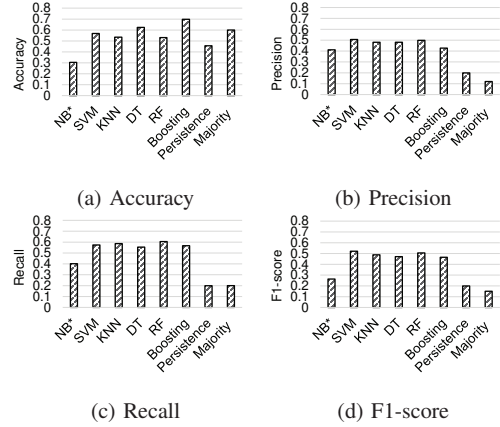 Accuracy
0.8
0.7
0.6
0.5
0.4
0.3
0.2
0.1
0
NB*
SVM
KNN
DT
RF
Boosting
Persistence
Majority
(a) Accuracy
Precision
0.8
0.7
0.6
0.5
0.4
0.3
0.2
0.1
0
NB*
SVM
KNN
DT
RF
Boosting
Persistence
Majority
(b) Precision
Recall
0.8
0.7
0.6
0.5
0.4
0.3
0.2
0.1
0
NB*
SVM
KNN
DT
RF
Boosting
Persistence
Majority
(c) Recall
F1-score
0.8
0.7
0.6
0.5
0.4
0.3
0.2
0.1
0
NB*
SVM
KNN
DT
RF
Boosting
Persistence
Majority
(d) F1-score